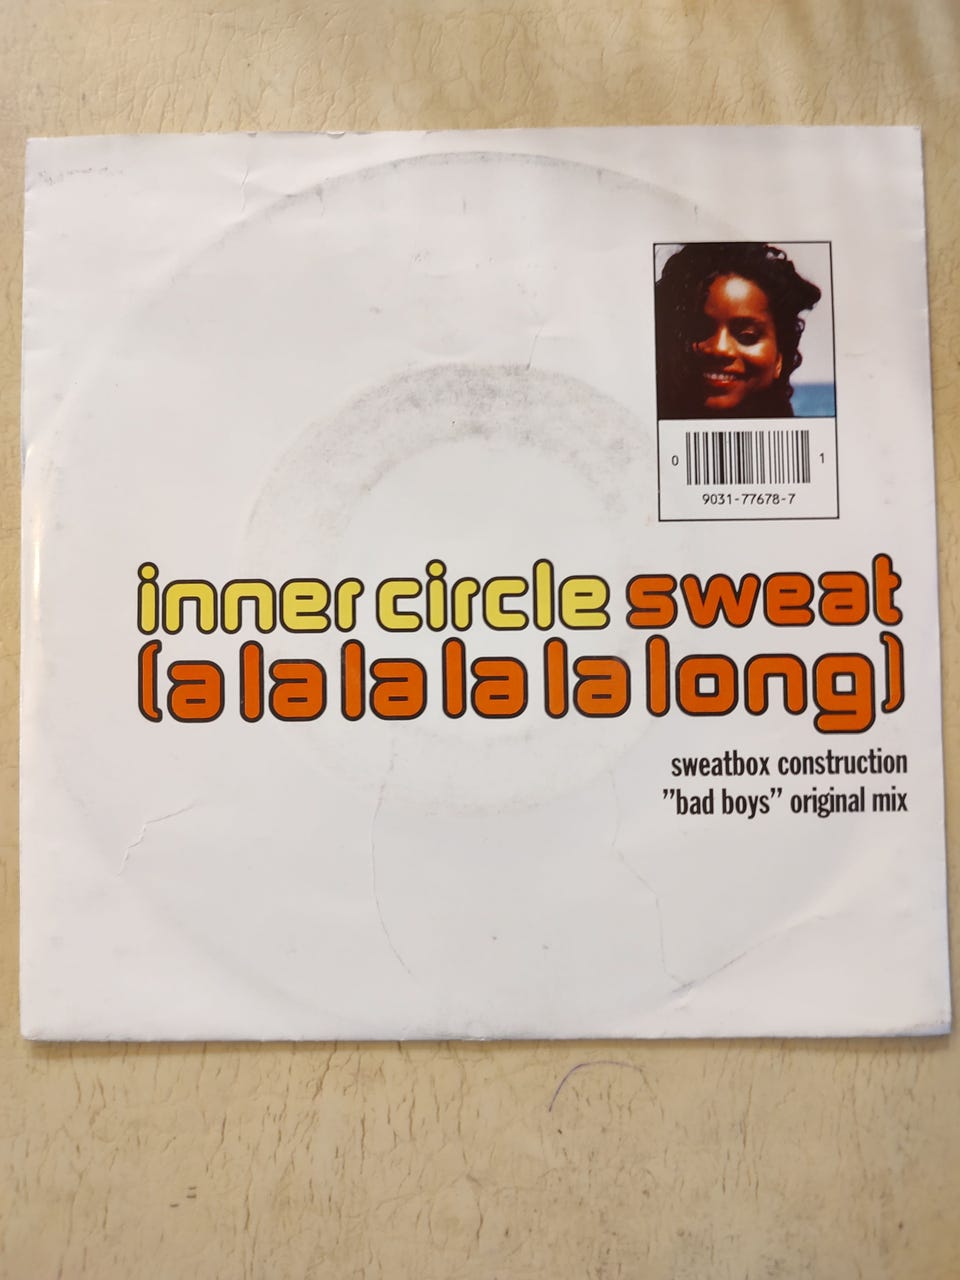 0 1
9031-77678-7
inner circle sweat
(a la la la la long)
sweatbox construction
”bad boys” original mix